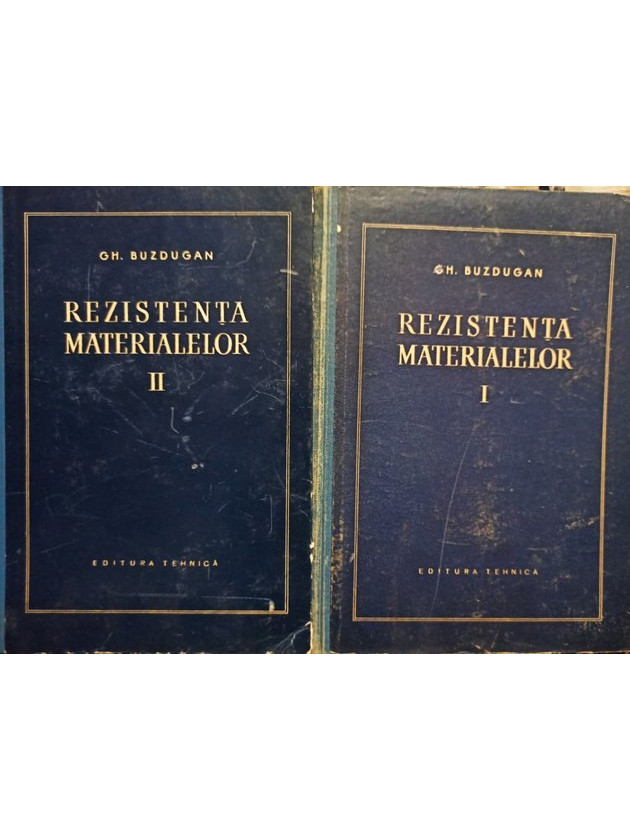 GH. BUZDUGAN
REZISTENȚA
MATERIALELOR
II
EDITURA TEHNICĂ
GH. BUZDUGAN
REZISTENȚA
MATERIALELOR
I
EDITURA TEHNICĂ